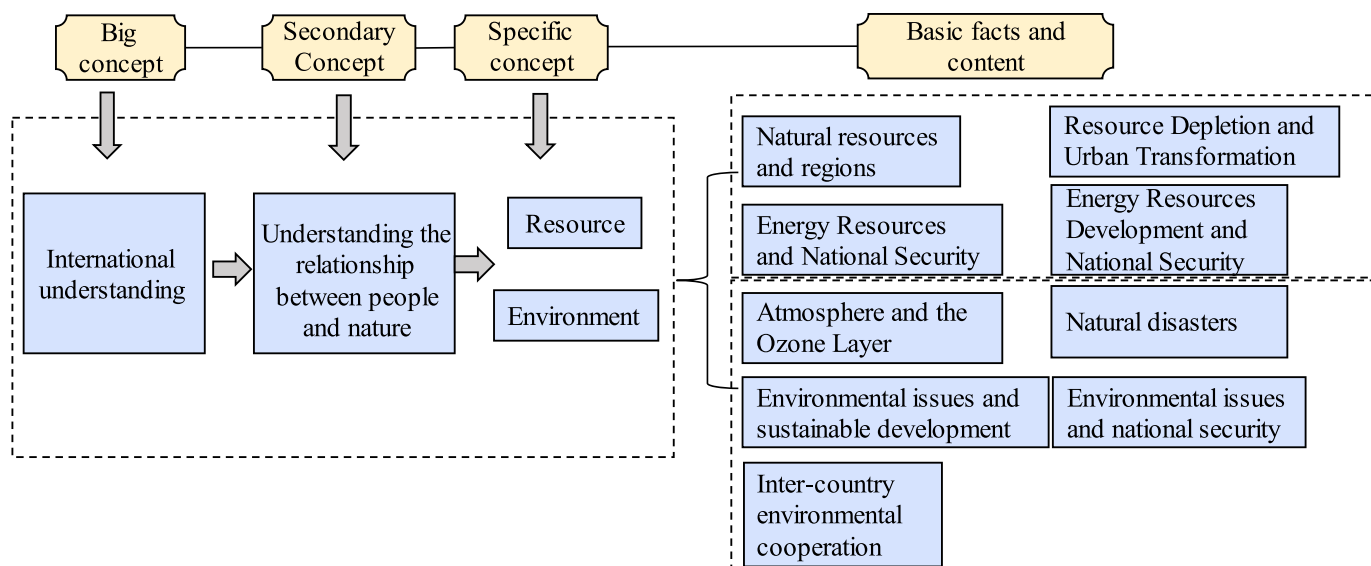 Big
concept
Secondary
Concept
Specific
concept
Basic facts and
content
International
understanding
Understanding the
relationship
between people
and nature
Resource
Environment
Natural resources
and regions
Resource Depletion and
Urban Transformation
Energy Resources
and National Security
Energy Resources
Development and
National Security
Atmosphere and the
Ozone Layer
Natural disasters
Environmental issues and
sustainable development
Environmental issues
and national security
Inter-country
environmental
cooperation